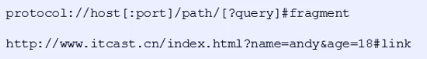 protocol://host[:port]/path/[?query]#fragment
http://www.itcast.cn/index.html?name=andy&age=18#link